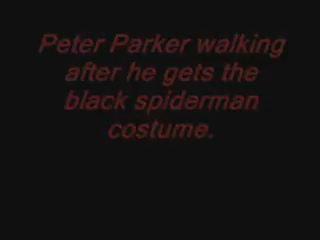 Peter Parker walking
after he gets the
black spiderman
costume.